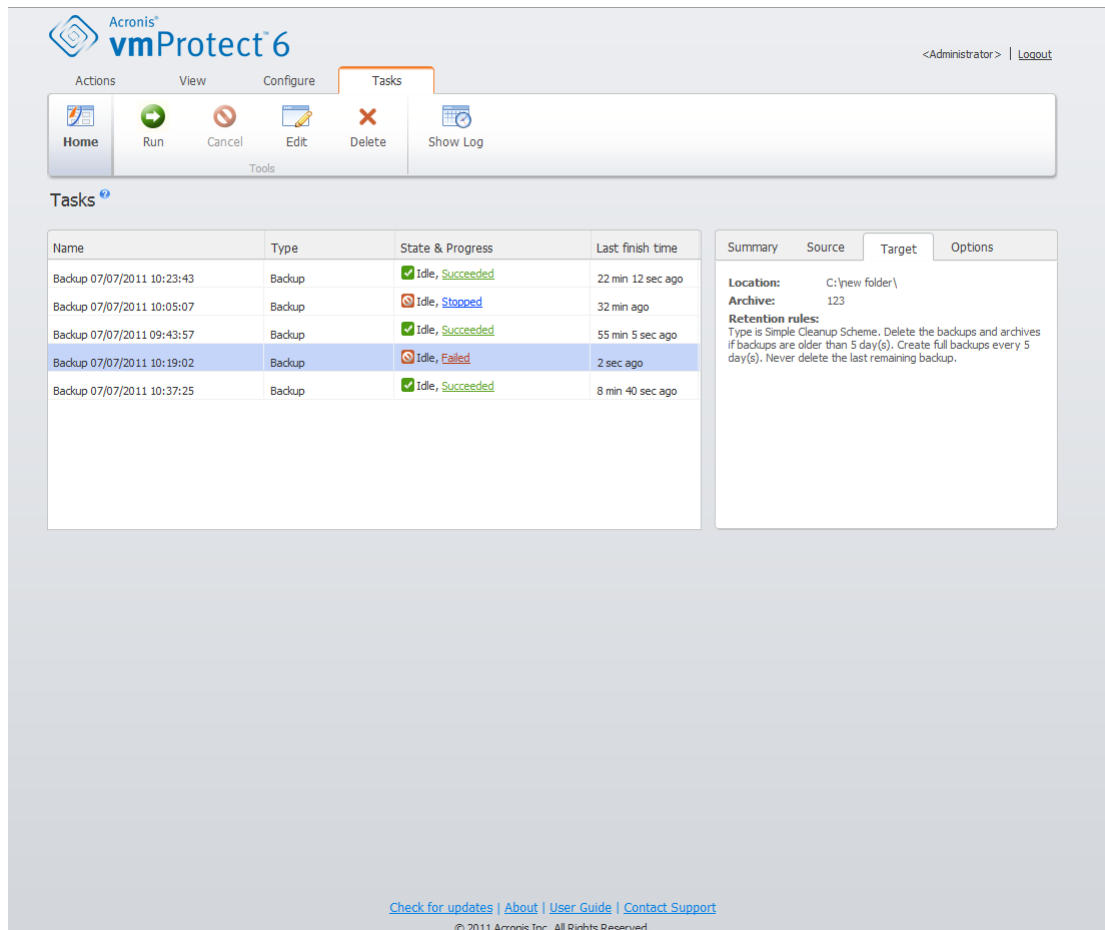 Acronis®
vmProtect™ 6
<Administrator> | Logout
Actions View Configure Tasks
Home Run Cancel Edit Delete Show Log
Tools
Tasks
Name Type State & Progress Last finish time
Backup 07/07/2011 10:23:43 Backup Idle, Succeeded 22 min 12 sec ago
Backup 07/07/2011 10:05:07 Backup Idle, Stopped 32 min ago
Backup 07/07/2011 09:43:57 Backup Idle, Succeeded 55 min 5 sec ago
Backup 07/07/2011 10:19:02 Backup Idle, Failed 2 sec ago
Backup 07/07/2011 10:37:25 Backup Idle, Succeeded 8 min 40 sec ago
Summary Source Target Options
Location: C:\new folder\
Archive: 123
Retention rules:
Type is Simple Cleanup Scheme. Delete the backups and archives
if backups are older than 5 day(s). Create full backups every 5
day(s). Never delete the last remaining backup.
Check for updates | About | User Guide | Contact Support
© 2011 Acronis Inc. All Rights Reserved